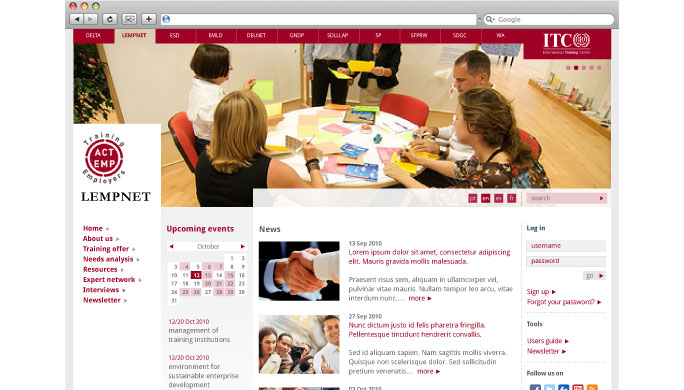 Google
DELTA
LEMPNET
ESD
EMLD
DELNET
GNDP
SDLLLAP
SP
SFPRW
SDGC
WA
ITC
International Training Centre
Training
ACT
EMP
Employers
LEMPNET
pt en es fr
search
Home
About us
Training offer
Needs analysis
Resources
Expert network
Interviews
Newsletter
Upcoming events
October
1 2
3 4 5 6 7 8 9
10 11 12 13 14 15 16
17 18 19 20 21 22 23
24 25 26 27 28 29 30
31
12/20 Oct 2010
management of
training institutions
12/20 Oct 2010
environment for
sustainable enterprise
development
News
13 Sep 2010
Lorem ipsum dolor sit amet, consectetur adipiscing
elit. Mauris gravida mollis malesuada.
Praesent risus sem, aliquam in ullamcorper vel,
pulvinar vitae mauris. Nullam tempor leo arcu, vitae
interdum nunc.... more
27 Sep 2010
Nunc dictum justo id felis pharetra fringilla.
Pellentesque tincidunt hendrerit convallis.
Sed id aliquam sapien. Nam sagittis mollis viverra.
Quisque non scelerisque dolor. Sed sollicitudin
pretium venenatis... more
Log in
username
password
go
Sign up
Forgot your password?
Tools
Users guide
Newsletter
Follow us on